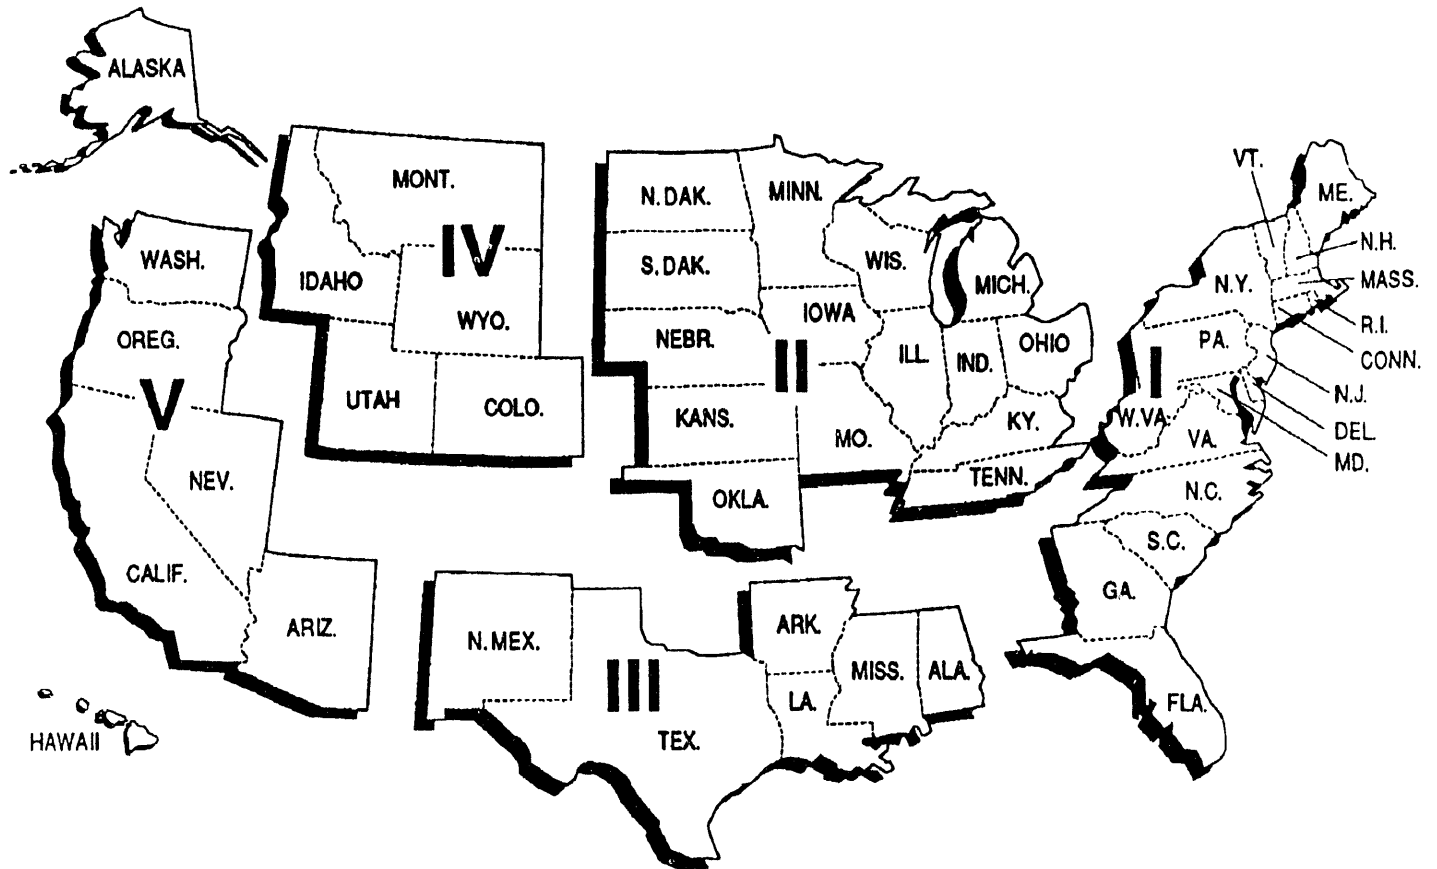 ALASKA
VT.
MONT.
N. DAK.
MINN.
ME.
WASH.
IV
N.H.
S. DAK.
WIS.
IDAHO
MICH.
N.Y.
MASS.
WYO.
IOWA
R.I.
OREG.
NEBR.
ILL.
IND.
OHIO
PA.
CONN.
II
I
V
UTAH
COLO.
N.J.
KANS.
KY.
W.VA.
DEL.
MO.
VA.
MD.
NEV.
TENN.
OKLA.
N.C.
S.C.
CALIF.
GA.
ARIZ.
N. MEX.
ARK.
III
MISS.
ALA.
LA.
FLA.
HAWAII
TEX.